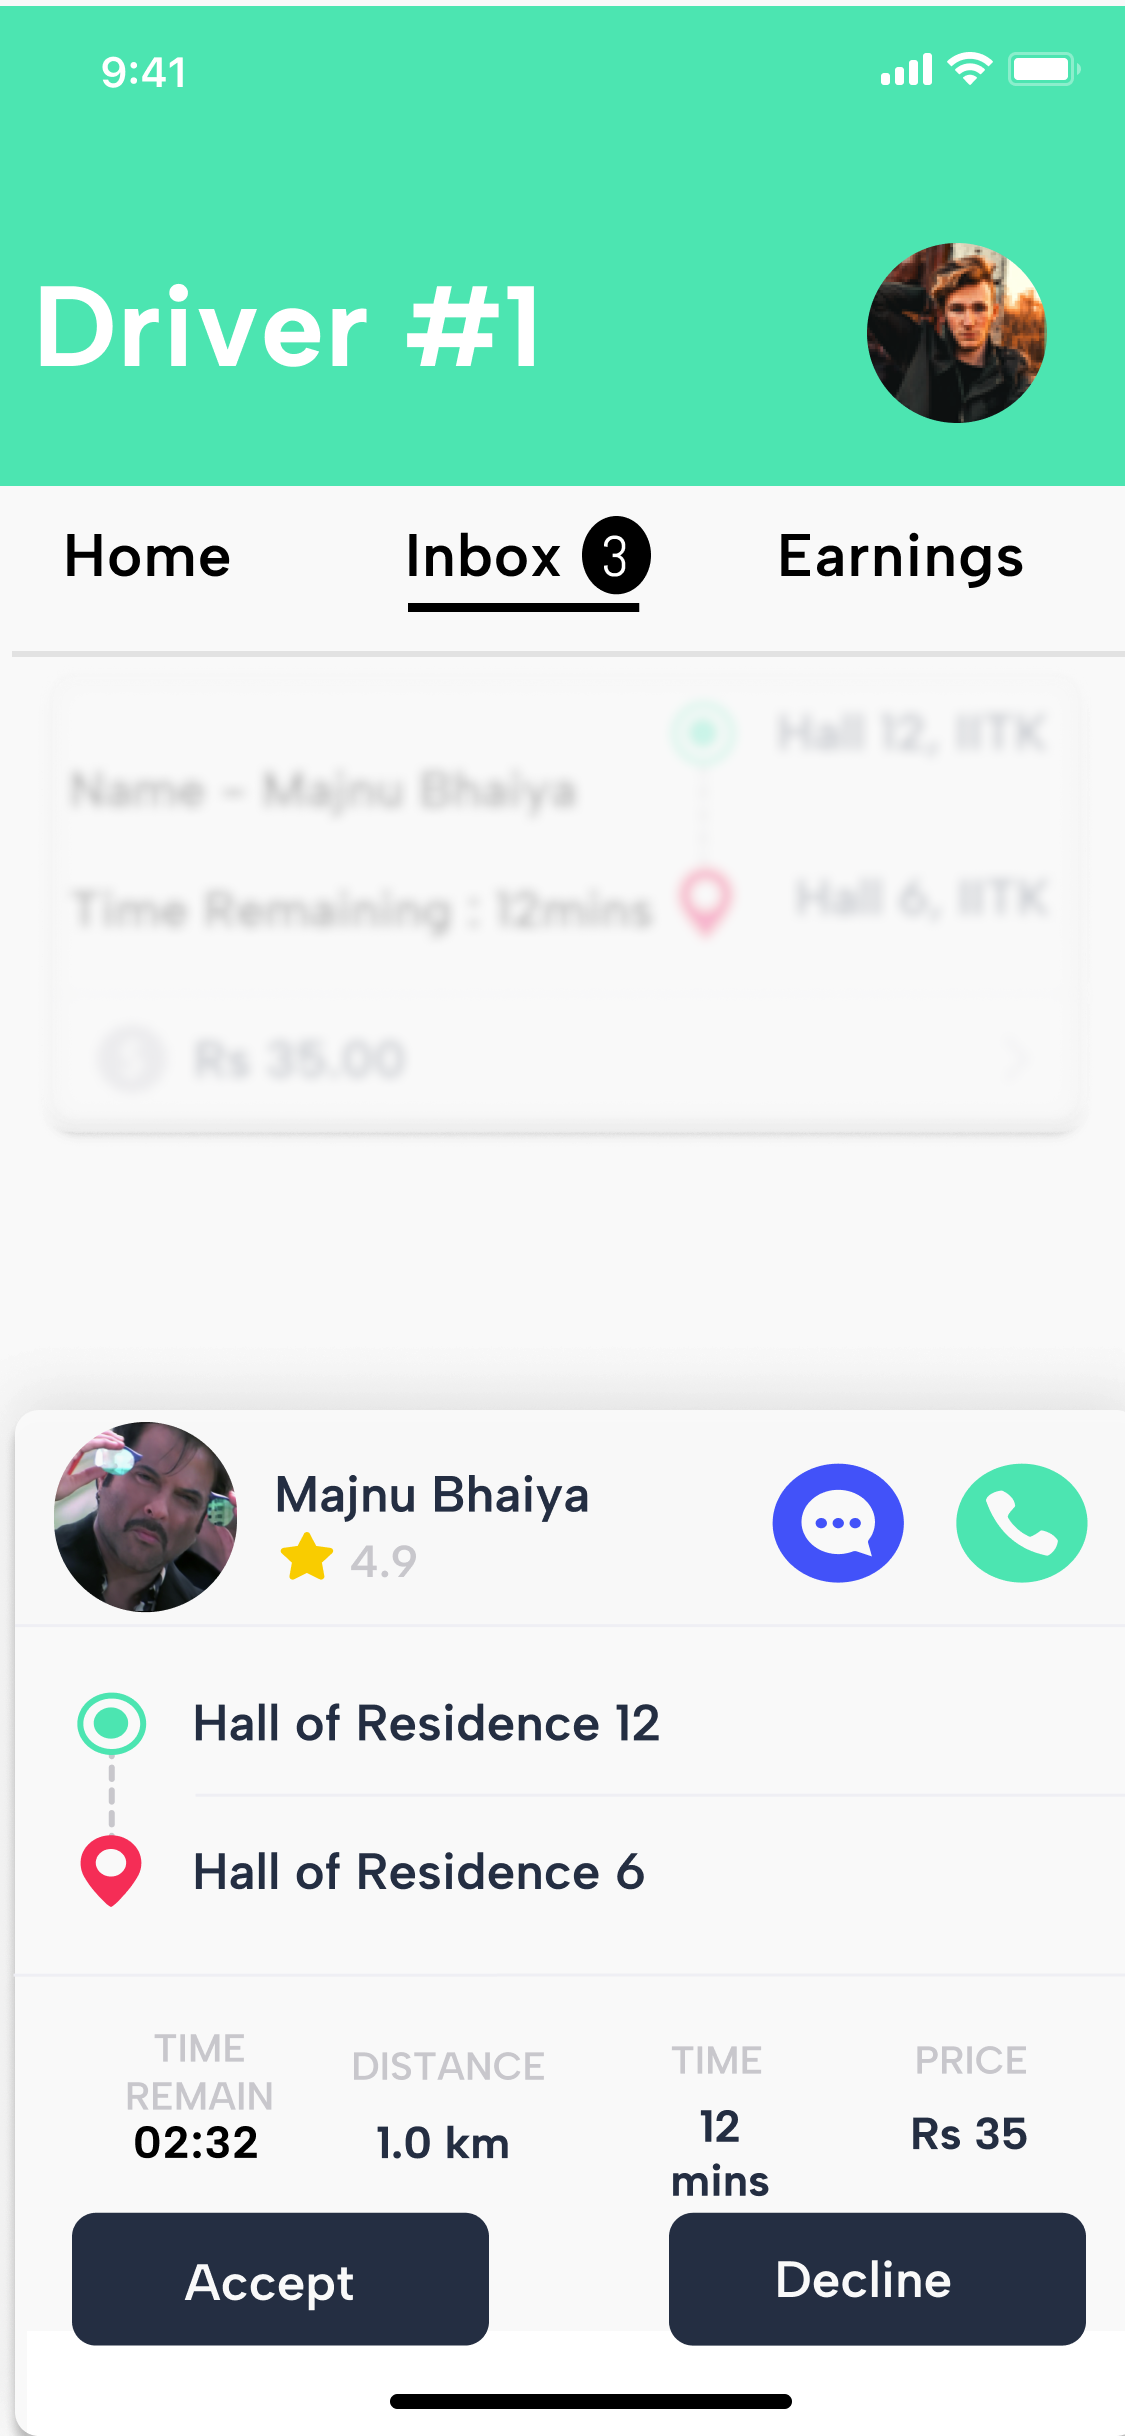 9:41
Driver #1
Home
Inbox 3
Earnings
Hall 12, IITK
Name - Majnu Bhaiya
Time Remaining : 12mins
Hall 6, IITK
Rs 35.00
Majnu Bhaiya
4.9
Hall of Residence 12
Hall of Residence 6
TIME
REMAIN
02:32
DISTANCE
1.0 km
TIME
12
mins
PRICE
Rs 35
Accept
Decline